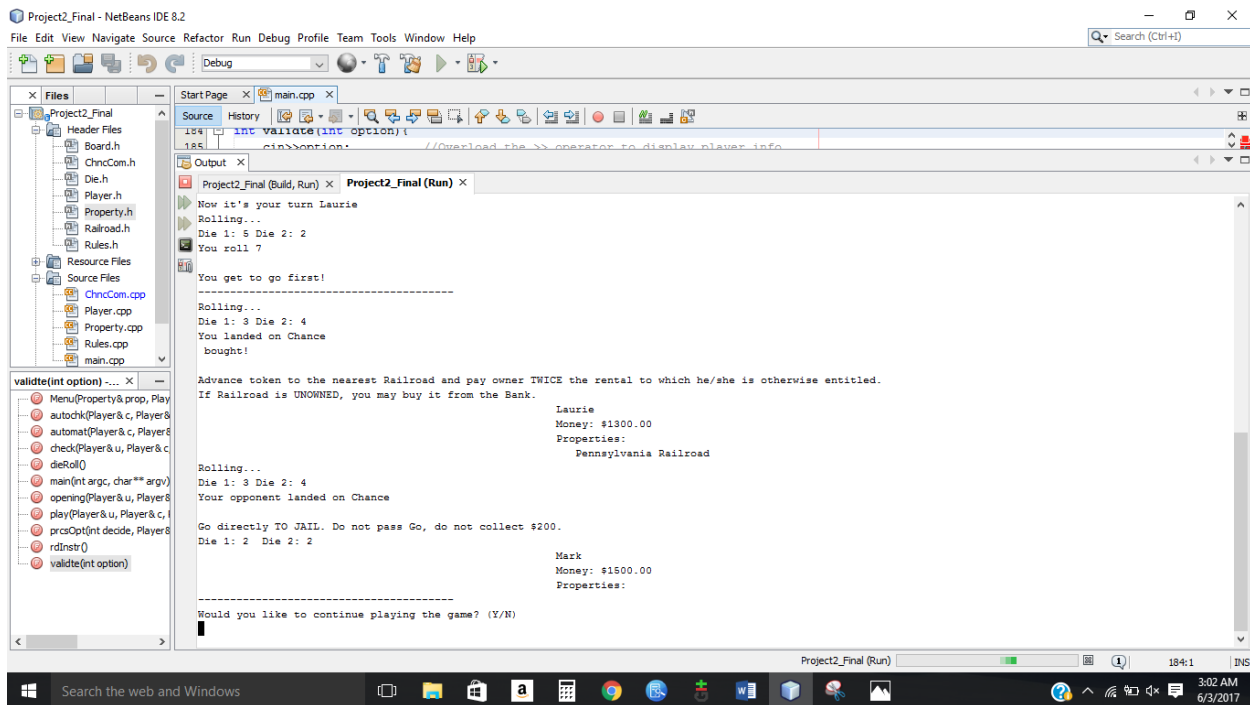 Project2_Final - NetBeans IDE 8.2
File Edit View Navigate Source Refactor Run Debug Profile Team Tools Window Help
Search (Ctrl+I)
Debug
Files
Start Page
main.cpp
Project2_Final
Header Files
Board.h
ChncCom.h
Die.h
Player.h
Property.h
Railroad.h
Rules.h
Resource Files
Source Files
ChncCom.cpp
Player.cpp
Property.cpp
Rules.cpp
main.cpp
Source History
184 int validte(int option){
185 cin>>option; //Overload the >> operator to display player info
Output
Project2_Final (Build, Run) Project2_Final (Run)
Now it's your turn Laurie
Rolling...
Die 1: 5 Die 2: 2
You roll 7
You get to go first!
----------------------------------------
Rolling...
Die 1: 3 Die 2: 4
You landed on Chance
bought!
Advance token to the nearest Railroad and pay owner TWICE the rental to which he/she is otherwise entitled.
If Railroad is UNOWNED, you may buy it from the Bank.
Laurie
Money: $1300.00
Properties:
Pennsylvania Railroad
Rolling...
Die 1: 3 Die 2: 4
Your opponent landed on Chance
Go directly TO JAIL. Do not pass Go, do not collect $200.
Die 1: 2 Die 2: 2
Mark
Money: $1500.00
Properties:
----------------------------------------
Would you like to continue playing the game? (Y/N)
validte(int option) -...
Menu(Property& prop, Play
autochk(Player& c, Player&
automat(Player& c, Player&
check(Player& u, Player& c,
dieRoll()
main(int argc, char** argv)
opening(Player& u, Player&
play(Player& u, Player& c, 
prcsOpt(int decide, Player&
rdInstr()
validte(int option)
Project2_Final (Run)
1
184:1
INS
Search the web and Windows
3:02 AM
6/3/2017